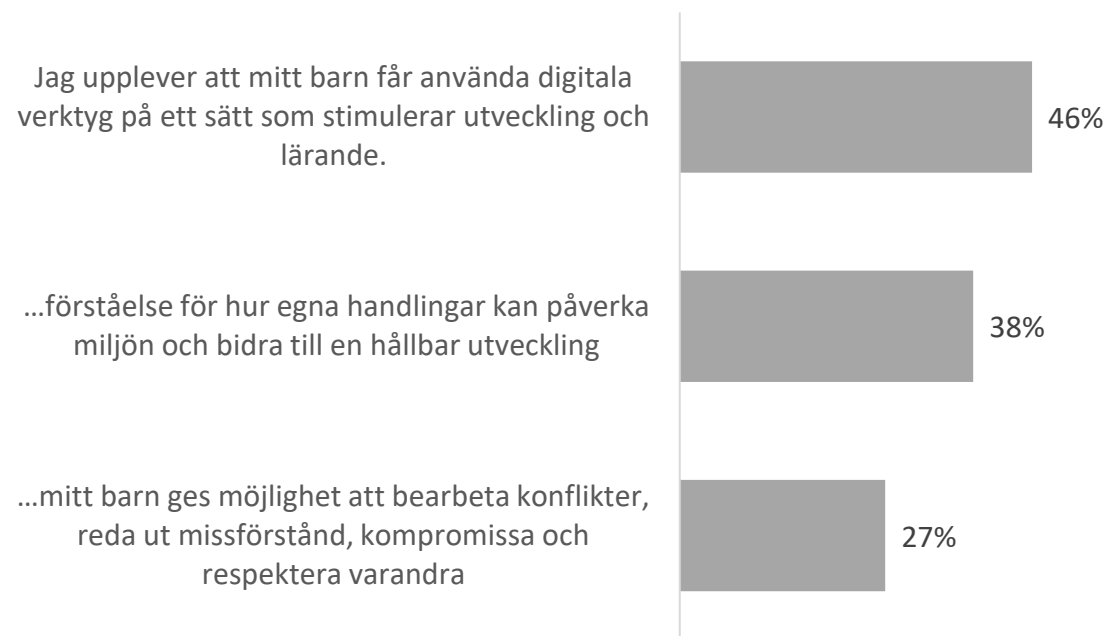 Jag upplever att mitt barn får använda digitala
verktyg på ett sätt som stimulerar utveckling och
lärande.
46%
...förståelse för hur egna handlingar kan påverka
miljön och bidra till en hållbar utveckling
38%
...mitt barn ges möjlighet att bearbeta konflikter,
reda ut missförstånd, kompromissa och
respektera varandra
27%